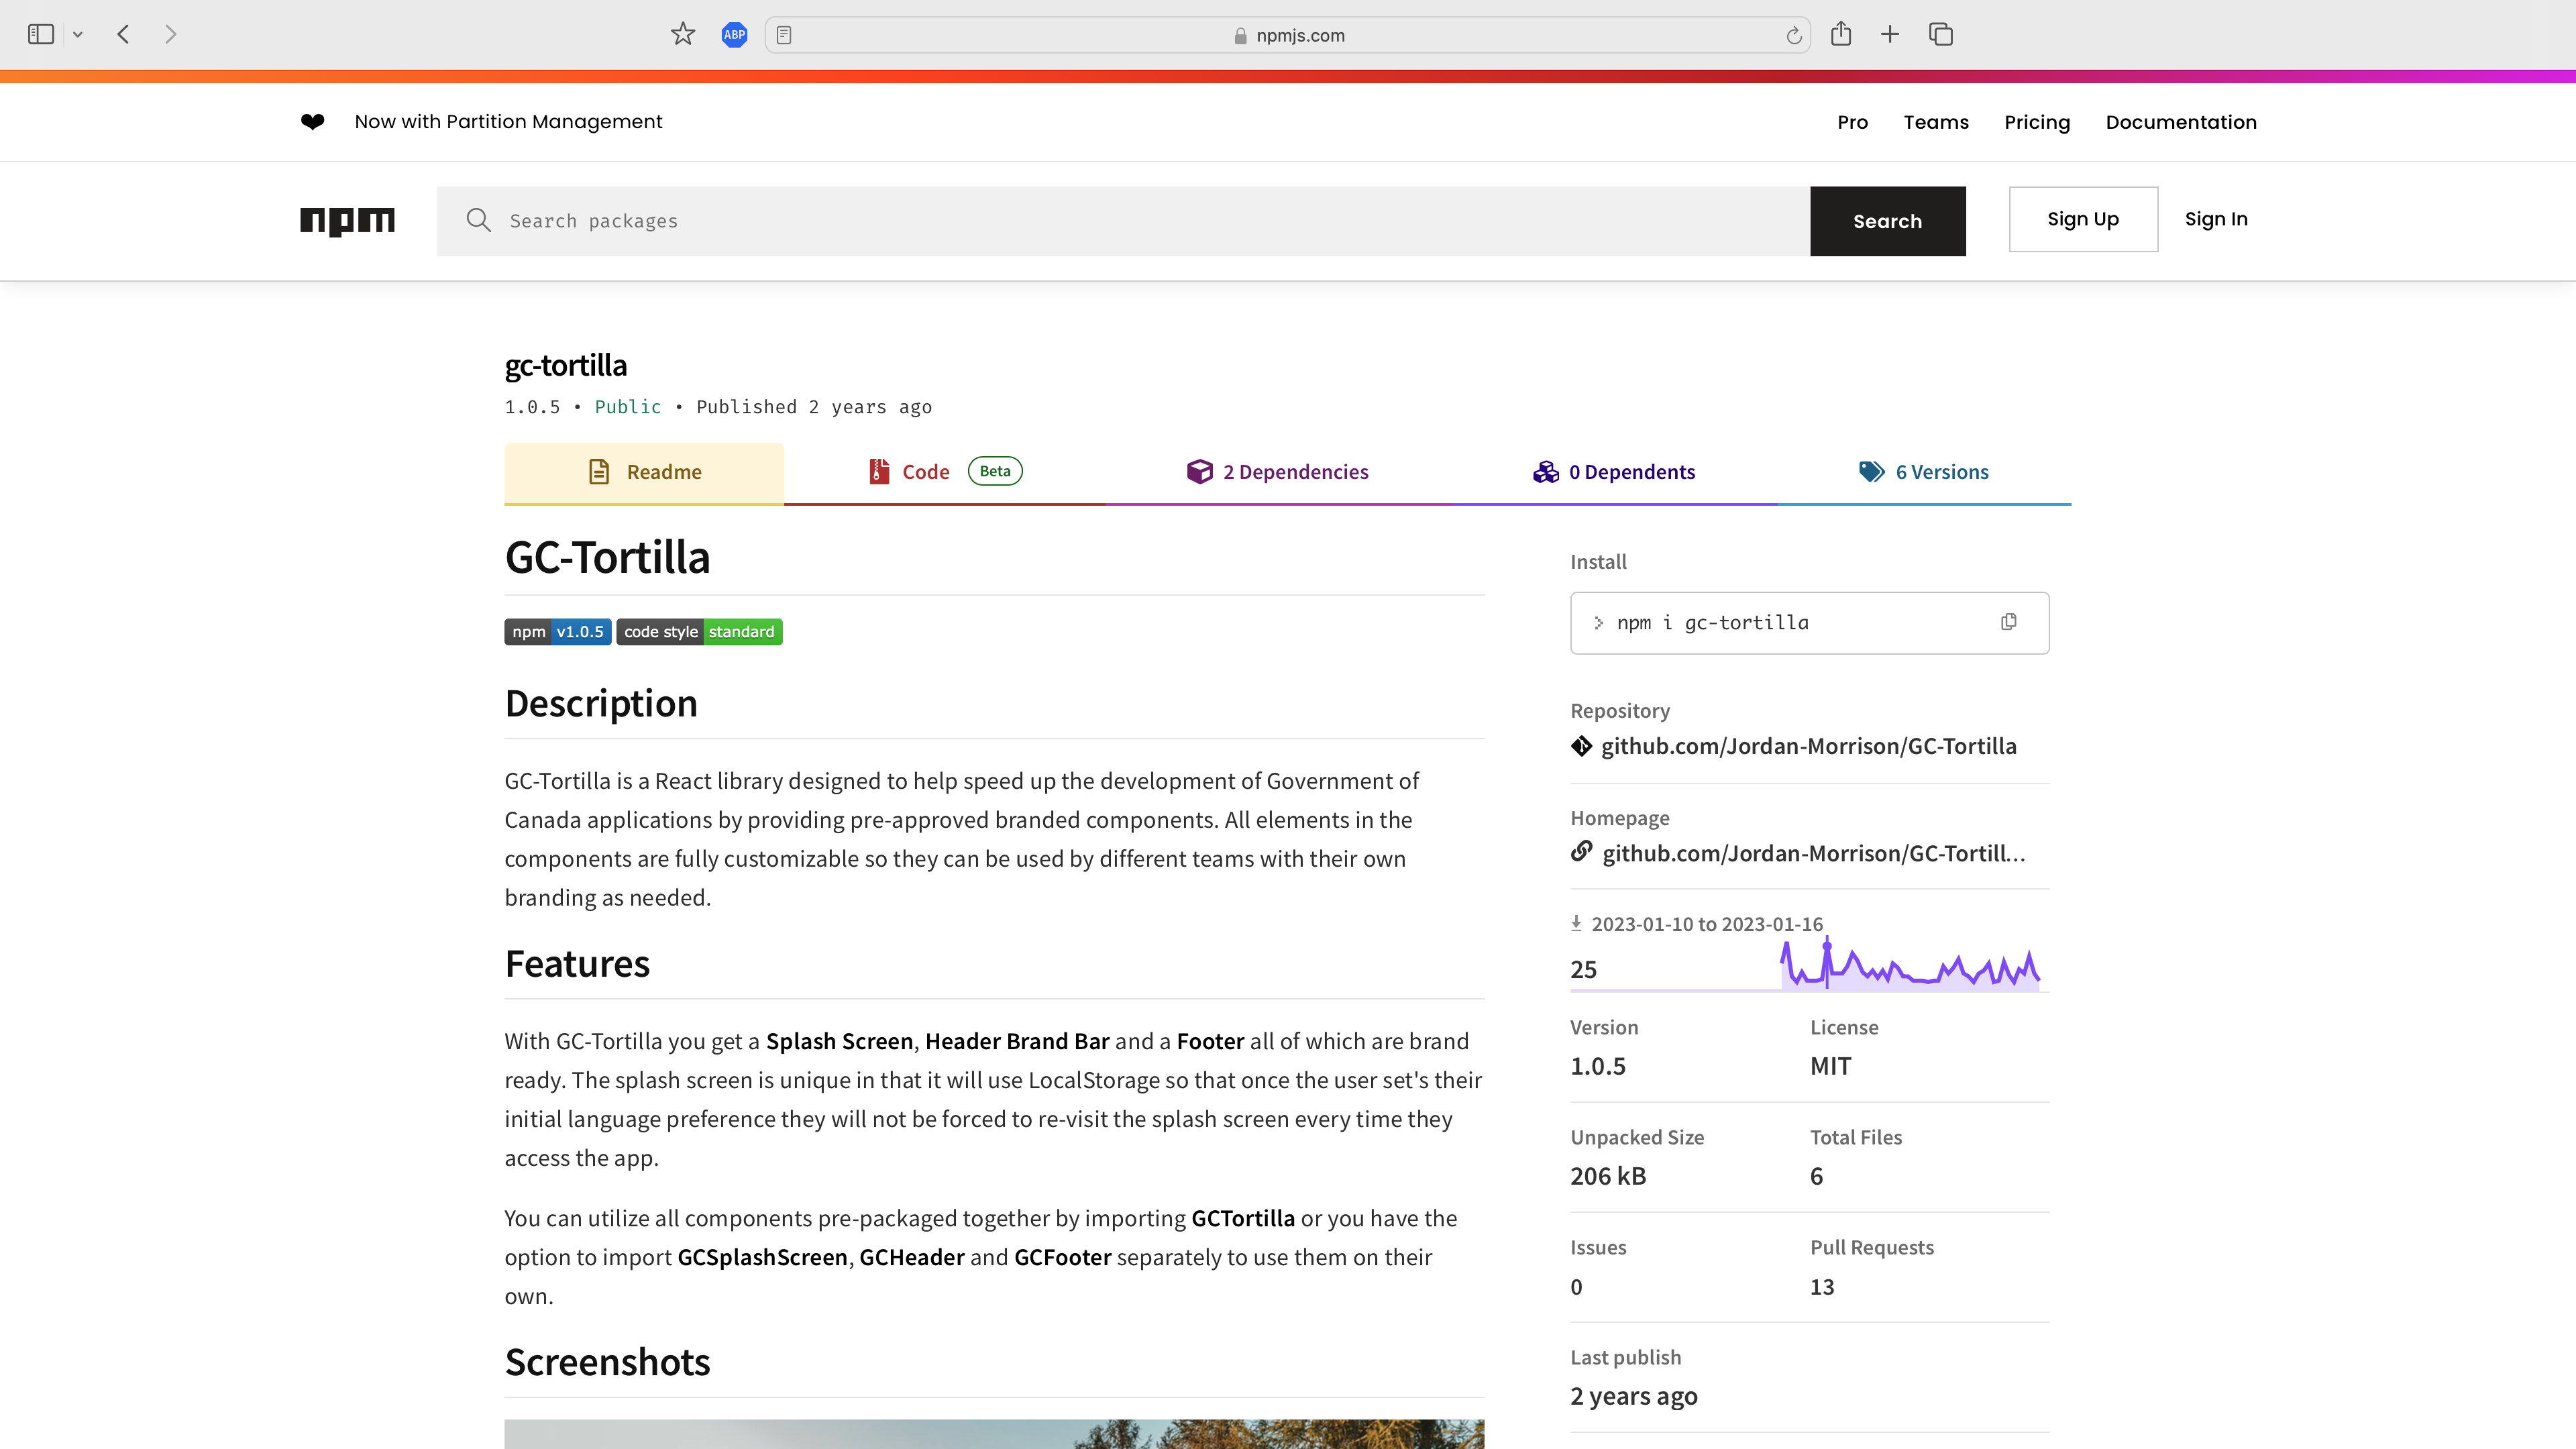 ABP
npmjs.com
❤ Now with Partition Management
Pro Teams Pricing Documentation
npm
Search packages
Search
Sign Up
Sign In
gc-tortilla
1.0.5 • Public • Published 2 years ago
Readme
Code Beta
2 Dependencies
0 Dependents
6 Versions
GC-Tortilla
npm v1.0.5 code style standard
Description
GC-Tortilla is a React library designed to help speed up the development of Government of
Canada applications by providing pre-approved branded components. All elements in the
components are fully customizable so they can be used by different teams with their own
branding as needed.
Features
With GC-Tortilla you get a Splash Screen, Header Brand Bar and a Footer all of which are brand
ready. The splash screen is unique in that it will use LocalStorage so that once the user set's their
initial language preference they will not be forced to re-visit the splash screen every time they
access the app.
You can utilize all components pre-packaged together by importing GCTortilla or you have the
option to import GCSplashScreen, GCHeader and GCFooter separately to use them on their
own.
Screenshots
Install
> npm i gc-tortilla
Repository
github.com/Jordan-Morrison/GC-Tortilla
Homepage
github.com/Jordan-Morrison/GC-Tortill...
2023-01-10 to 2023-01-16
25
Version License
1.0.5 MIT
Unpacked Size Total Files
206 kB 6
Issues Pull Requests
0 13
Last publish
2 years ago